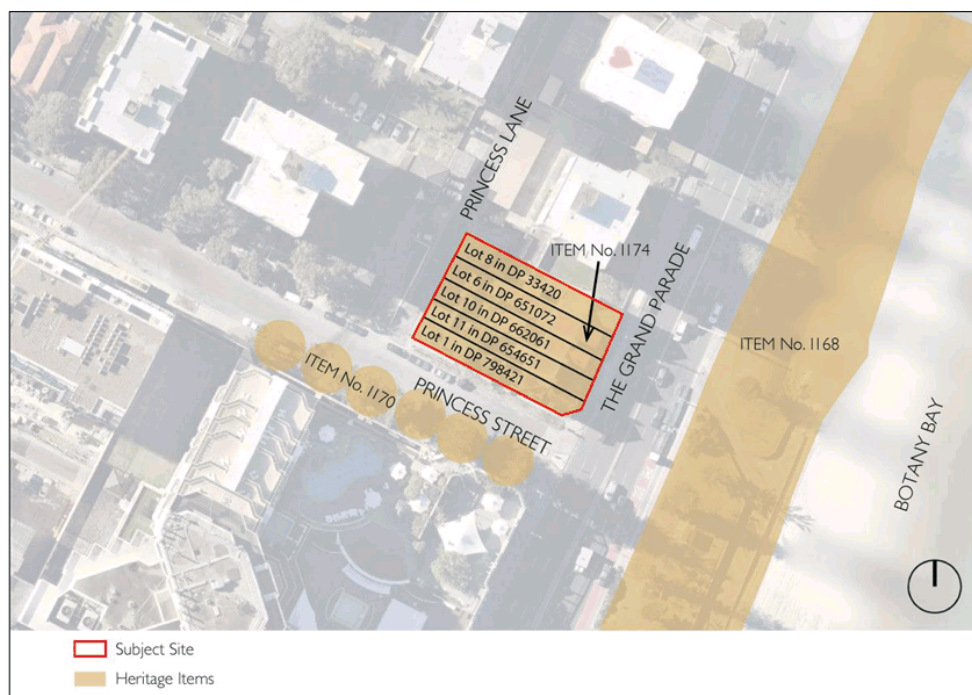 PRINCESS LANE
ITEM No. 1174
Lot 8 in DP 33420
Lot 6 in DP 651072
Lot 10 in DP 662061
Lot 11 in DP 654651
Lot 1 in DP 798421
THE GRAND PARADE
ITEM No. 1168
ITEM No. 1170
PRINCESS STREET
BOTANY BAY
Subject Site
Heritage Items